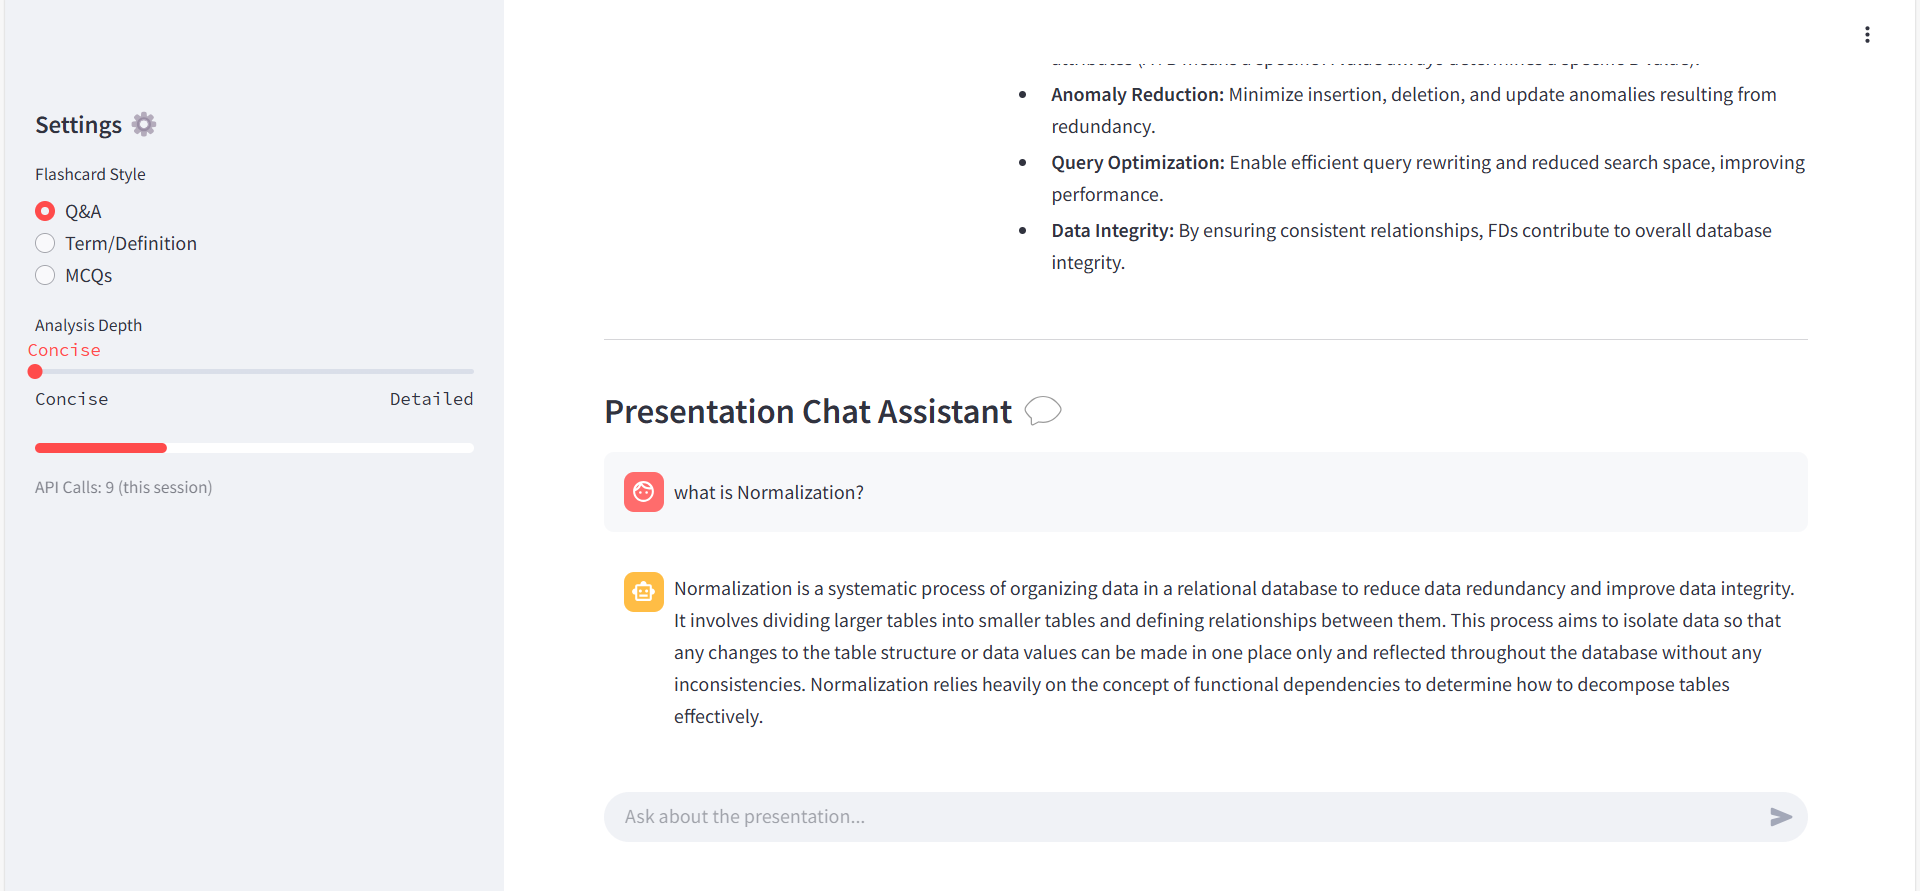 Settings
Flashcard Style
Q&A
Term/Definition
MCQs
Analysis Depth
Concise
Concise Detailed
API Calls: 9 (this session)
Anomaly Reduction: Minimize insertion, deletion, and update anomalies resulting from
redundancy.
Query Optimization: Enable efficient query rewriting and reduced search space, improving
performance.
Data Integrity: By ensuring consistent relationships, FDs contribute to overall database
integrity.
Presentation Chat Assistant
what is Normalization?
Normalization is a systematic process of organizing data in a relational database to reduce data redundancy and improve data integrity.
It involves dividing larger tables into smaller tables and defining relationships between them. This process aims to isolate data so that
any changes to the table structure or data values can be made in one place only and reflected throughout the database without any
inconsistencies. Normalization relies heavily on the concept of functional dependencies to determine how to decompose tables
effectively.
Ask about the presentation...